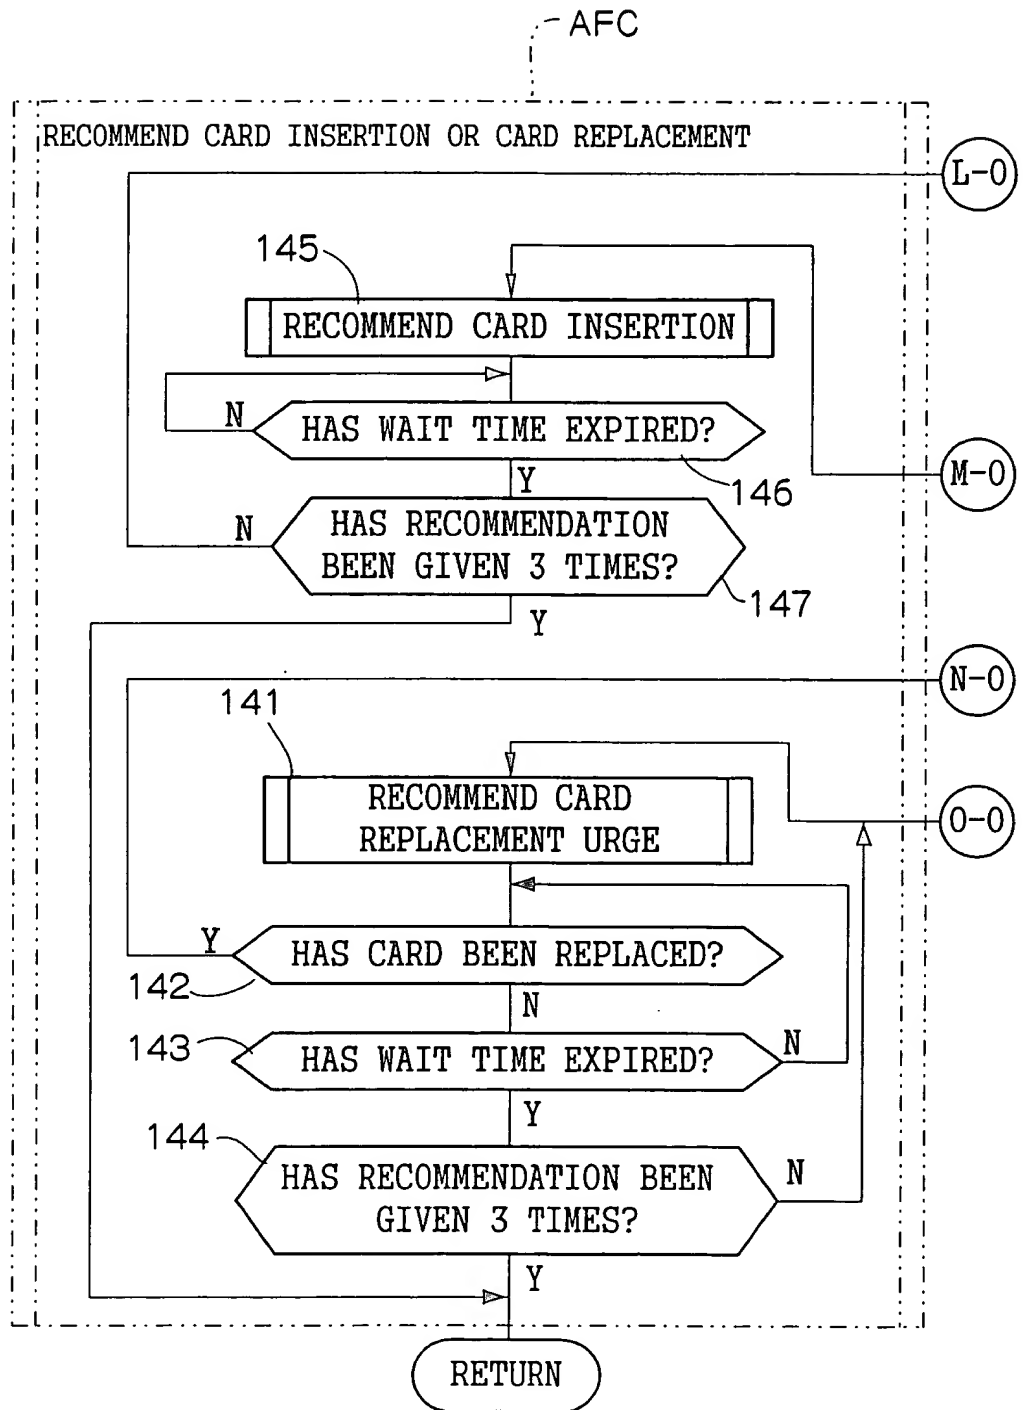 AFC
RECOMMEND CARD INSERTION OR CARD REPLACEMENT
L-0
145
RECOMMEND CARD INSERTION
N
HAS WAIT TIME EXPIRED?
146
M-0
Y
N
HAS RECOMMENDATION
BEEN GIVEN 3 TIMES?
147
Y
N-0
141
RECOMMEND CARD
REPLACEMENT URGE
O-0
Y
HAS CARD BEEN REPLACED?
142
N
143
HAS WAIT TIME EXPIRED?
N
Y
144
HAS RECOMMENDATION BEEN
GIVEN 3 TIMES?
N
Y
RETURN